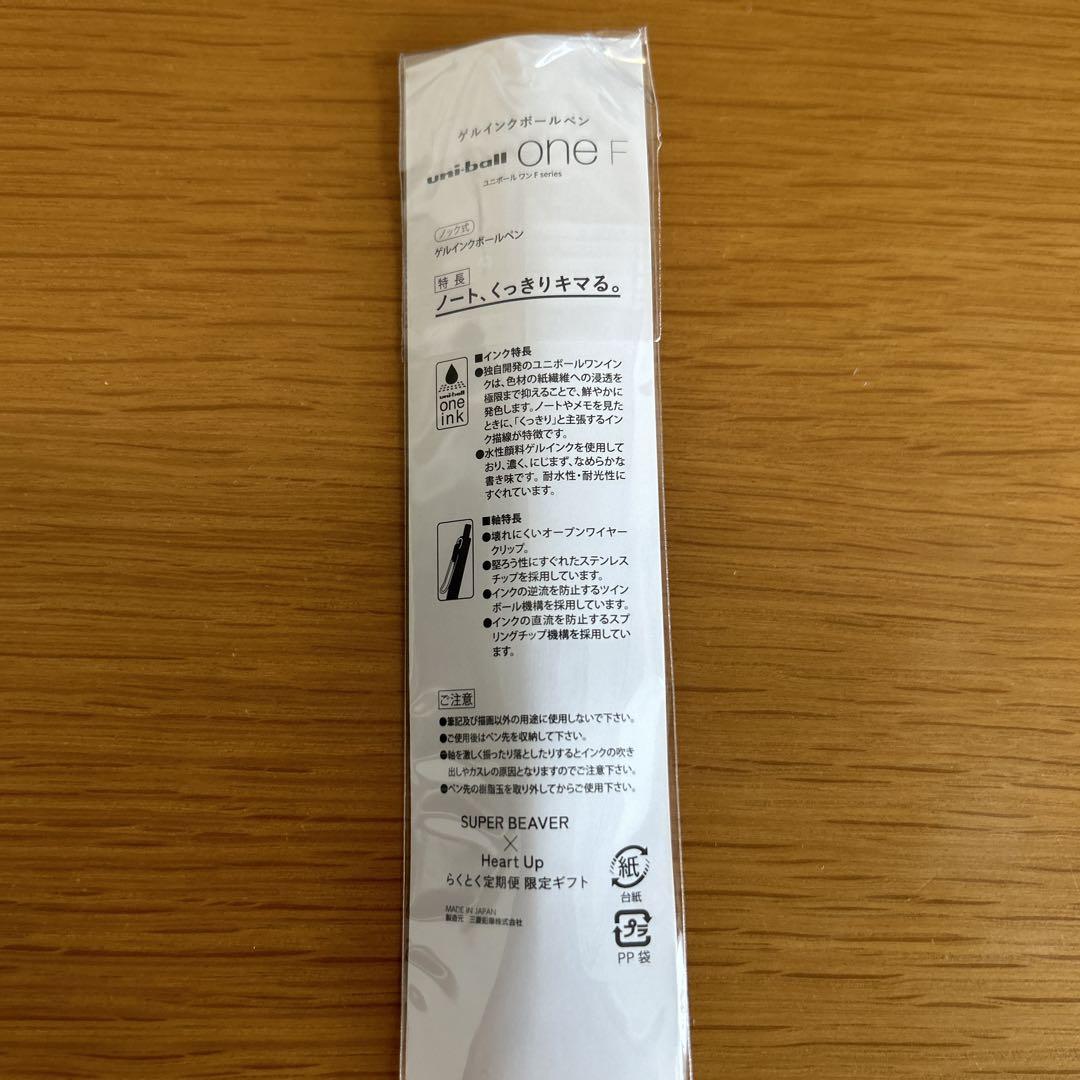 ゲルインクボールペン
uni-ball one F
ユニボール ワン F series
ノック式
ゲルインクボールペン
特長
ノート、くっきりキマる。
uni-ball
one
ink
■インク特長
●独自開発のユニボールワンイン
クは、色材の紙繊維への浸透を
極限まで抑えることで、鮮やかに
発色します。ノートやメモを見た
ときに、「くっきり」と主張するイン
ク描線が特徴です。
●水性顔料ゲルインクを使用して
おり、濃く、にじまず、なめらかな
書き味です。耐水性・耐光性に
すぐれています。
■軸特長
●壊れにくいオープンワイヤー
クリップ。
●堅ろう性にすぐれたステンレス
チップを採用しています。
●インクの逆流を防止するツイン
ボール機構を採用しています。
●インクの直流を防止するスプ
リングチップ機構を採用してい
ます。
ご注意
●筆記及び描画以外の用途に使用しないで下さい。
●ご使用後はペン先を収納して下さい。
●軸を激しく振ったり落としたりするとインクの吹き
出しやカスレの原因となりますのでご注意下さい。
●ペン先の樹脂玉を取り外してからご使用下さい。
SUPER BEAVER
×
Heart Up
らくとく定期便 限定ギフト
MADE IN JAPAN
製造元 三菱鉛筆株式会社
紙
台紙
プラ
PP 袋